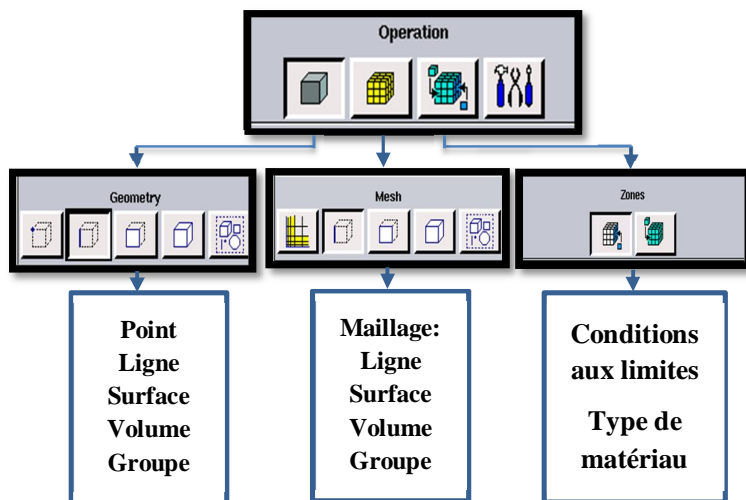 Operation
Geometry
Mesh
Zones
Point
Ligne
Surface
Volume
Groupe
Maillage:
Ligne
Surface
Volume
Groupe
Conditions
aux limites
Type de
matériau